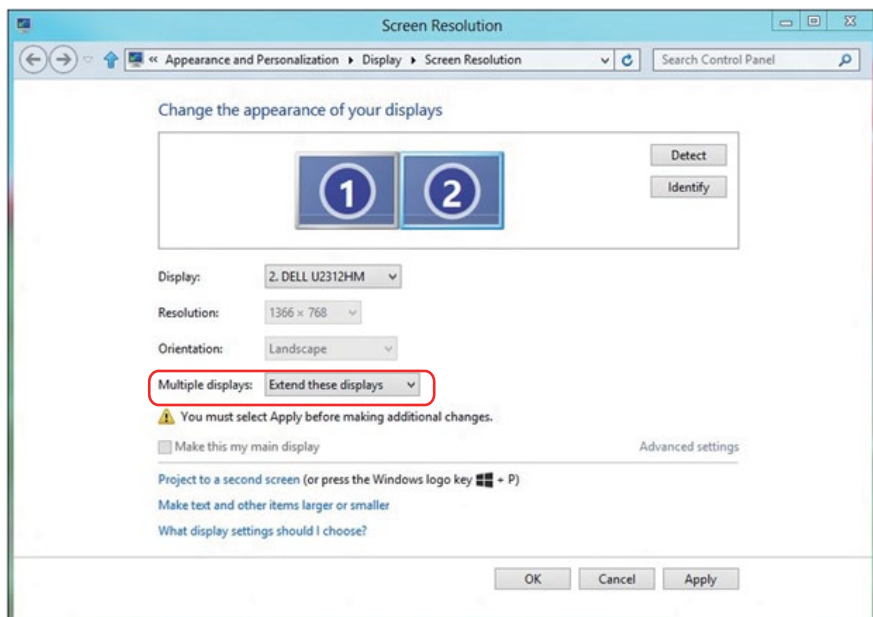 Screen Resolution
« Appearance and Personalization ▸ Display ▸ Screen Resolution
Search Control Panel
Change the appearance of your displays
1 2
Detect
Identify
Display: 2. DELL U2312HM
Resolution: 1366 × 768
Orientation: Landscape
Multiple displays: Extend these displays
You must select Apply before making additional changes.
Make this my main display Advanced settings
Project to a second screen (or press the Windows logo key + P)
Make text and other items larger or smaller
What display settings should I choose?
OK Cancel Apply